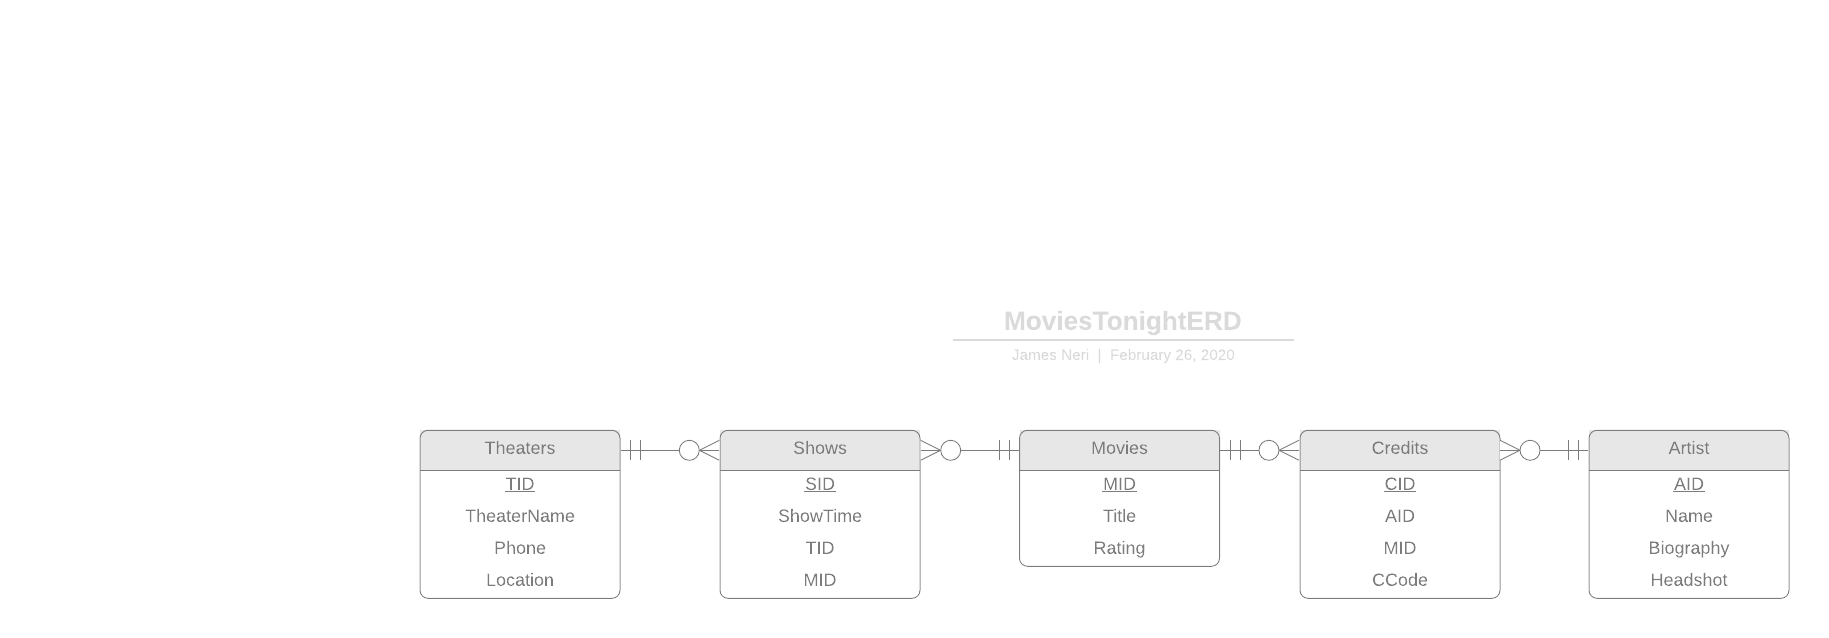 MoviesTonightERD
James Neri | February 26, 2020
Theaters
TID
TheaterName
Phone
Location
Shows
SID
ShowTime
TID
MID
Movies
MID
Title
Rating
Credits
CID
AID
MID
CCode
Artist
AID
Name
Biography
Headshot